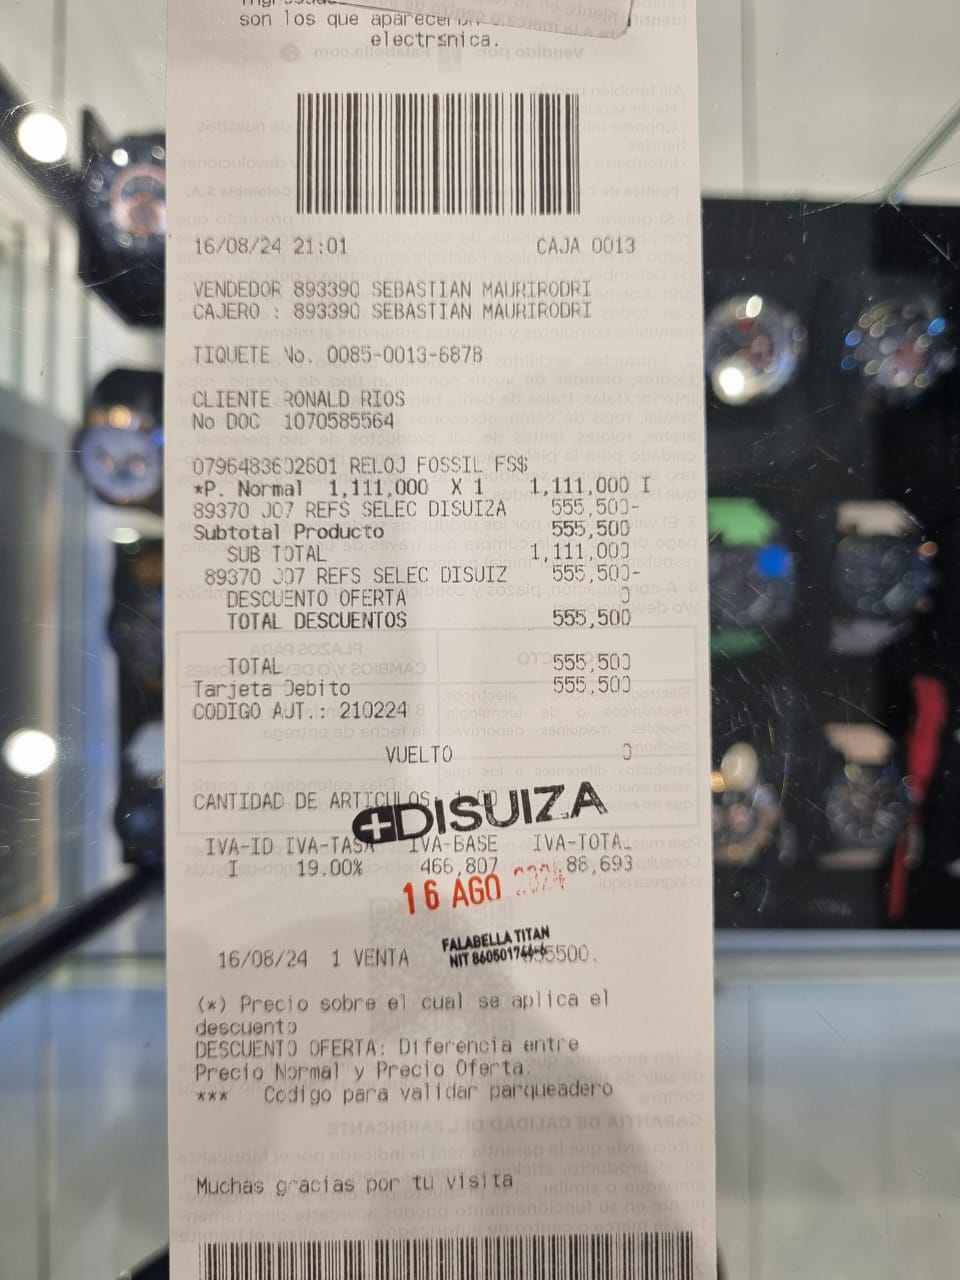 son los que aparecen
electrsnica.
16/08/24 21:01 CAJA 0013
VENDEDOR 893390 SEBASTIAN MAURIRODRI
CAJERO : 893390 SEBASTIAN MAURIRODRI
TIQUETE No. 0085-0013-6878
CLIENTE RONALD RIOS
No DOC 1070585564
0796483602601 RELOJ FOSSIL FS$
*P. Normal 1,111,000 X 1 1,111,000 I
89370 J07 REFS SELEC DISUIZA 555,500-
Subtotal Producto 555,500
SUB TOTAL 1,111,000
89370 J07 REFS SELEC DISUIZ 555,500-
DESCUENTO OFERTA 0
TOTAL DESCUENTOS 555,500
TOTAL 555,500
Tarjeta Debito 555,500
CODIGO AUT.: 210224
VUELTO 0
CANTIDAD DE ARTICULOS:
DISUIZA
IVA-ID IVA-TASA IVA-BASE IVA-TOTAL
I 19.00% 466,807 88,693
16 AGO 2024
FALABELLA TITAN
16/08/24 1 VENTA
NIT 860501746-6
(*) Precio sobre el cual se aplica el
descuento
DESCUENTO OFERTA: Diferencia entre
Precio Normal y Precio Oferta.
*** Codigo para validar parqueadero
Muchas gracias por tu visita